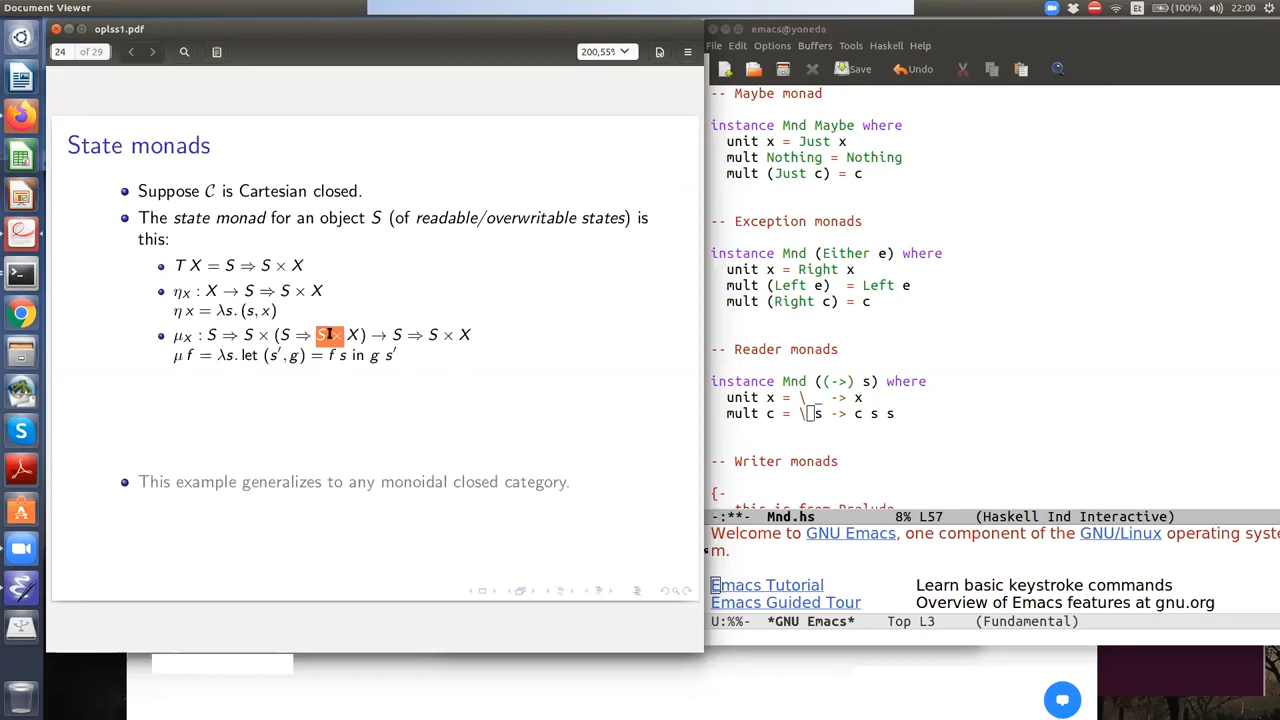 Document Viewer
Et (100%) 22:00
oplss1.pdf
24 of 29 200,55%
State monads
Suppose 𝒞 is Cartesian closed.
The state monad for an object S (of readable/overwritable states) is
this:
T X = S ⇒ S × X
η_X : X → S ⇒ S × X
η x = λs. (s, x)
μ_X : S ⇒ S × (S ⇒ S × X) → S ⇒ S × X
μ f = λs. let (s′, g) = f s in g s′
This example generalizes to any monoidal closed category.
emacs@yoneda
File Edit Options Buffers Tools Haskell Help
Save Undo
-- Maybe monad
instance Mnd Maybe where
unit x = Just x
mult Nothing = Nothing
mult (Just c) = c
-- Exception monads
instance Mnd (Either e) where
unit x = Right x
mult (Left e) = Left e
mult (Right c) = c
-- Reader monads
instance Mnd ((->) s) where
unit x = \ _ -> x
mult c = \ s -> c s s
-- Writer monads
{-
this is from Prelude
-:**- Mnd.hs 8% L57 (Haskell Ind Interactive)
Welcome to GNU Emacs, one component of the GNU/Linux operating syste
m.
Emacs Tutorial Learn basic keystroke commands
Emacs Guided Tour Overview of Emacs features at gnu.org
U:%%- *GNU Emacs* Top L3 (Fundamental)